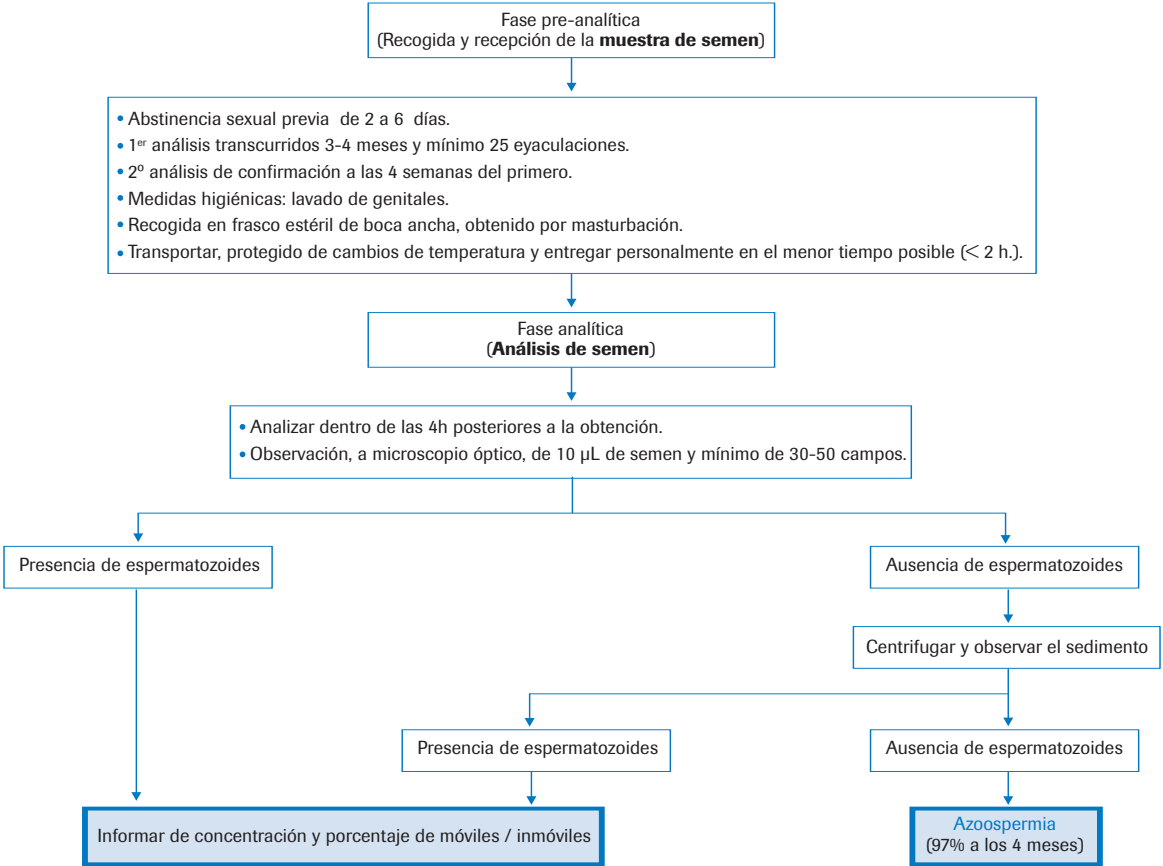 Fase pre-analítica
(Recogida y recepción de la muestra de semen)
• Abstinencia sexual previa de 2 a 6 días.
• 1er análisis transcurridos 3-4 meses y mínimo 25 eyaculaciones.
• 2º análisis de confirmación a las 4 semanas del primero.
• Medidas higiénicas: lavado de genitales.
• Recogida en frasco estéril de boca ancha, obtenido por masturbación.
• Transportar, protegido de cambios de temperatura y entregar personalmente en el menor tiempo posible (< 2 h.).
Fase analítica
(Análisis de semen)
• Analizar dentro de las 4h posteriores a la obtención.
• Observación, a microscopio óptico, de 10 µL de semen y mínimo de 30-50 campos.
Presencia de espermatozoides
Ausencia de espermatozoides
Centrifugar y observar el sedimento
Presencia de espermatozoides
Ausencia de espermatozoides
Informar de concentración y porcentaje de móviles / inmóviles
Azoospermia
(97% a los 4 meses)